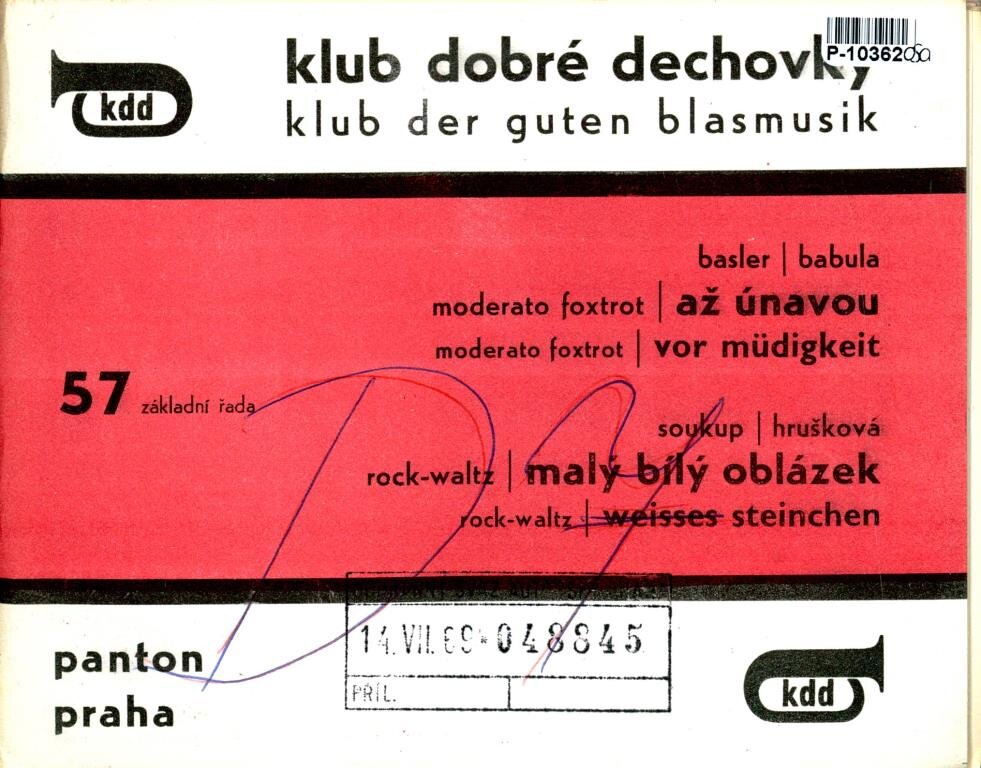 kdd
klub dobré dechovky
P-10362
klub der guten blasmusik
basler | babula
moderato foxtrot | až únavou
moderato foxtrot | vor müdigkeit
57 základní řada
soukup | hrušková
rock-waltz | malý bílý oblázek
rock-waltz | weisses steinchen
14. VII. 69 * 048845
PŘÍL.
panton
praha
kdd